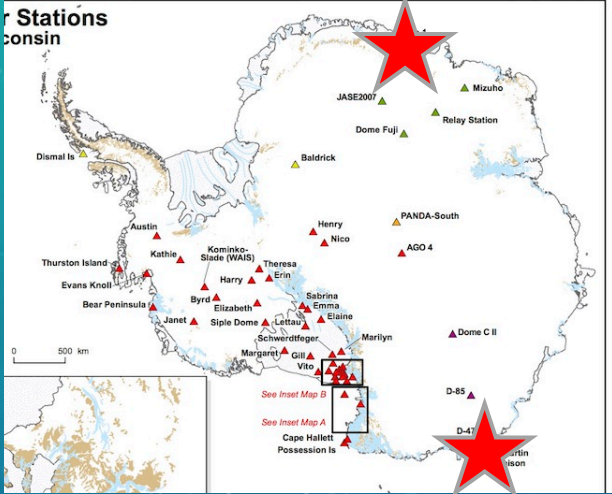 r Stations
consin
Mizuho
JASE2007
Relay Station
Dome Fuji
Baldrick
Dismal Is
PANDA-South
Henry
Austin
Nico
AGO 4
Kominko-
Slade (WAIS)
Kathie
Theresa
Thurston Island
Harry
Erin
Evans Knoll
Byrd
Sabrina
Emma
Bear Peninsula
Elizabeth
Elaine
Janet
Siple Dome
Lettau
Dome C II
Schwerdtfeger
Marilyn
0
500 km
Margaret
Gill
Vito
See Inset Map B
D-85
See Inset Map A
D-47
Cape Hallett
Possession Is